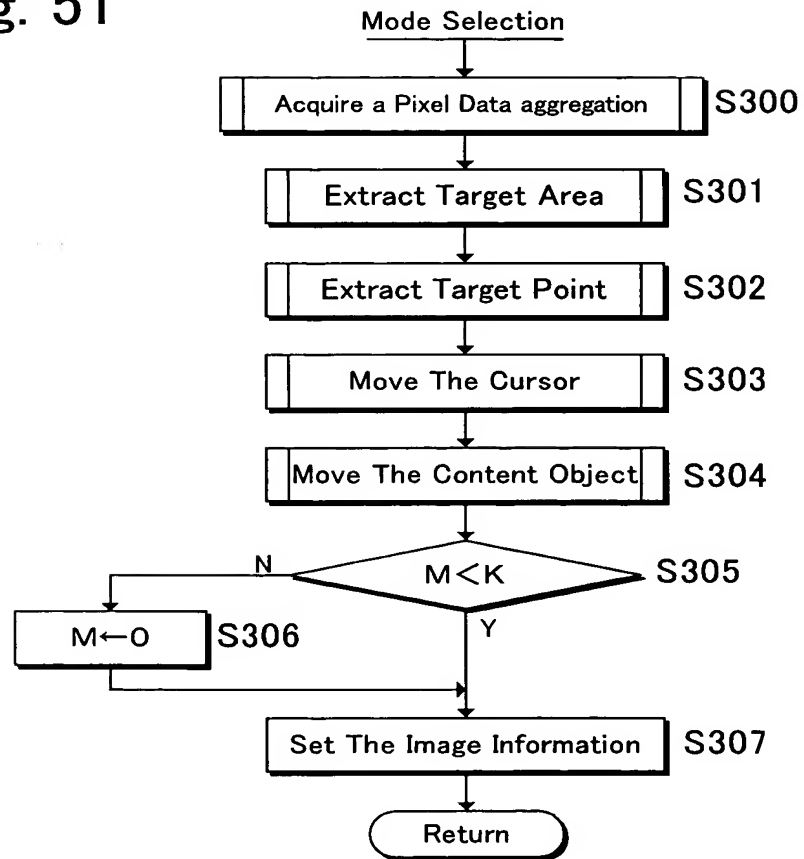 g. 51
Mode Selection
Acquire a Pixel Data aggregation S300
Extract Target Area S301
Extract Target Point S302
Move The Cursor S303
Move The Content Object S304
M<K S305
N
Y
M←0 S306
Set The Image Information S307
Return